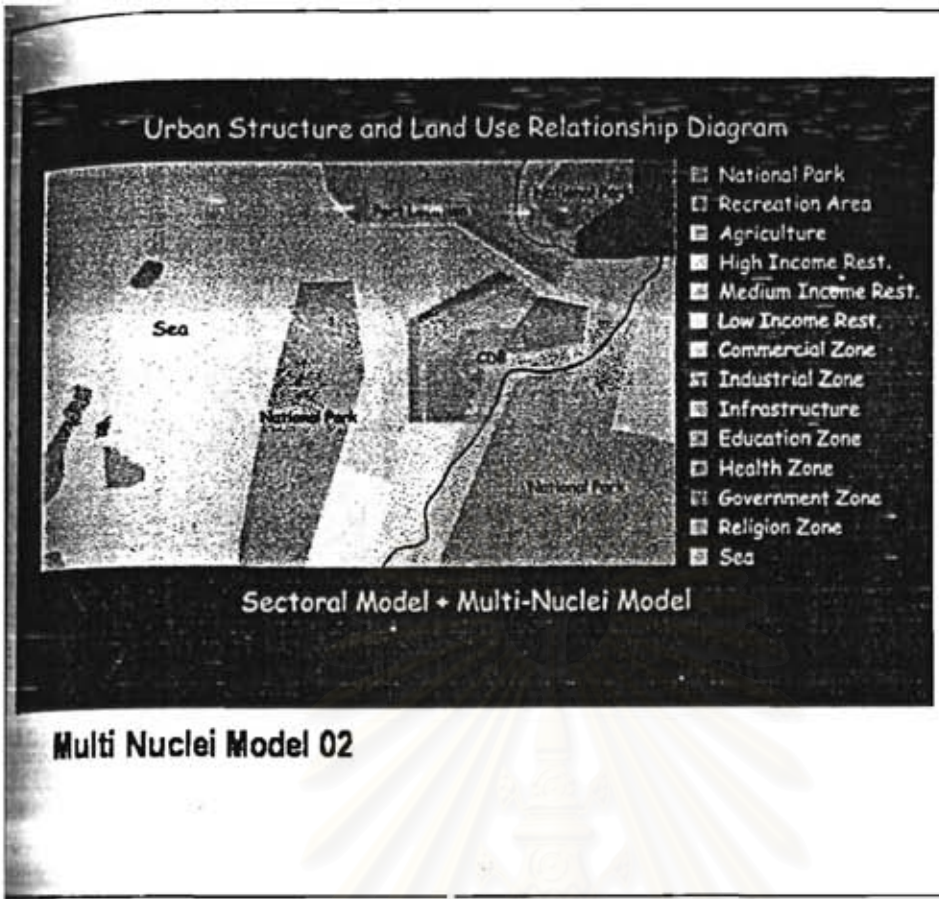 Urban Structure and Land Use Relationship Diagram
National Park
Recreation Area
Agriculture
High Income Rest.
Medium Income Rest.
Low Income Rest.
Commercial Zone
Industrial Zone
Infrastructure
Education Zone
Health Zone
Government Zone
Religion Zone
Sea
National Park
Sea
CDB
National Park
National Park
Sectoral Model + Multi-Nuclei Model
Multi Nuclei Model 02